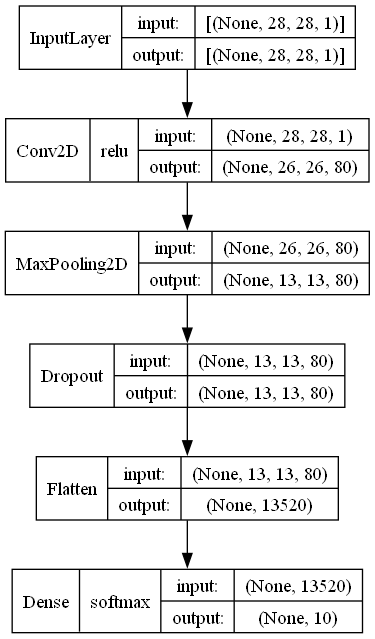 InputLayer input: [(None, 28, 28, 1)]
output: [(None, 28, 28, 1)]
Conv2D relu input: (None, 28, 28, 1)
output: (None, 26, 26, 80)
MaxPooling2D input: (None, 26, 26, 80)
output: (None, 13, 13, 80)
Dropout input: (None, 13, 13, 80)
output: (None, 13, 13, 80)
Flatten input: (None, 13, 13, 80)
output: (None, 13520)
Dense softmax input: (None, 13520)
output: (None, 10)